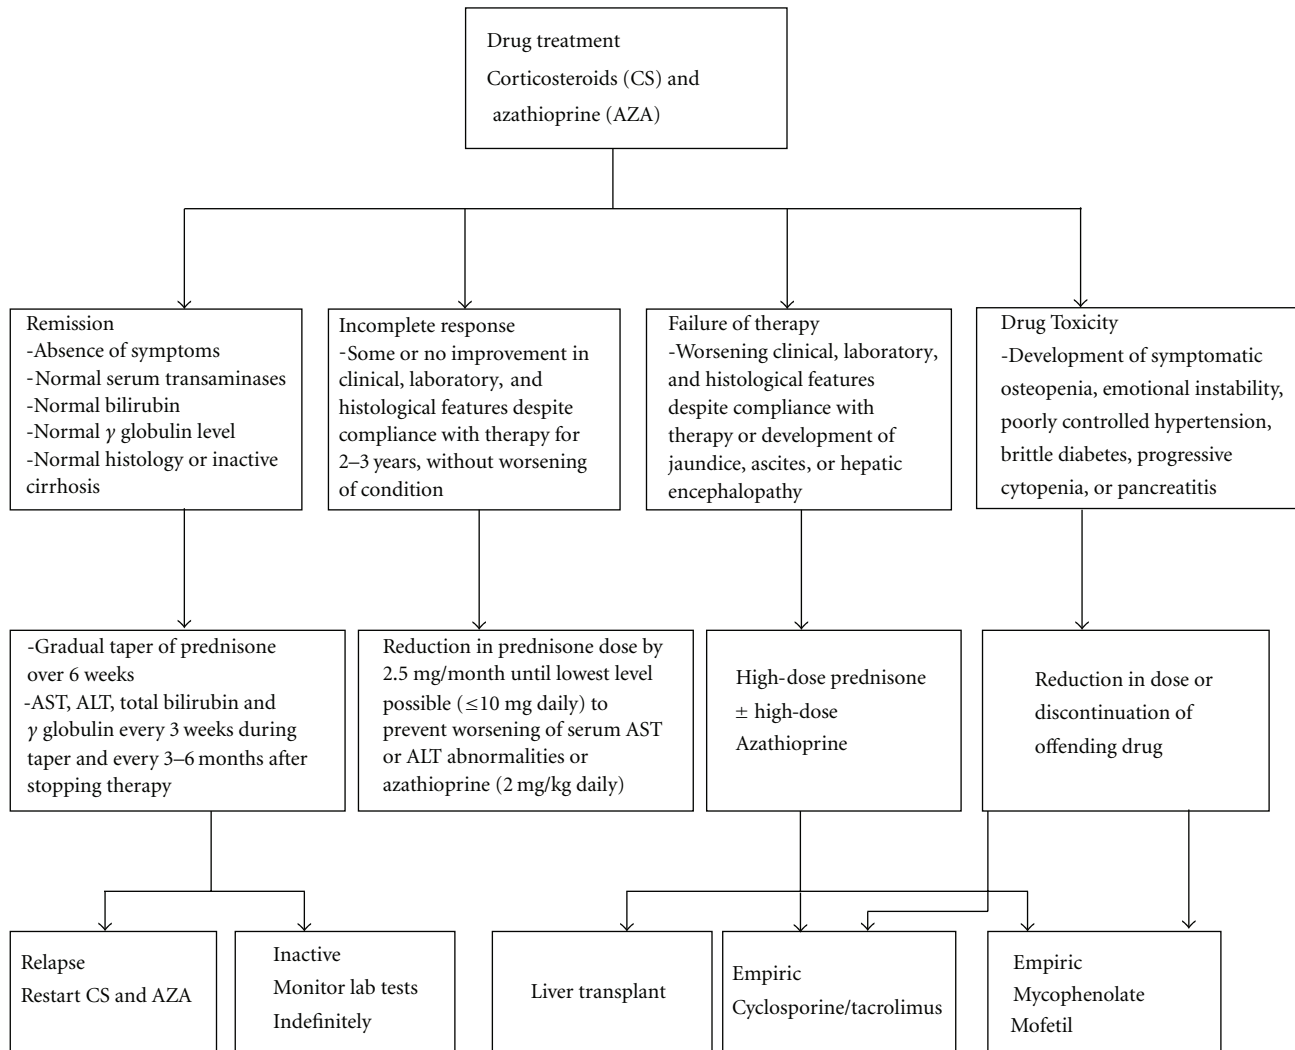 Drug treatment
Corticosteroids (CS) and
azathioprine (AZA)
Remission
-Absence of symptoms
-Normal serum transaminases
-Normal bilirubin
-Normal γ globulin level
-Normal histology or inactive
cirrhosis
Incomplete response
-Some or no improvement in
clinical, laboratory, and
histological features despite
compliance with therapy for
2–3 years, without worsening
of condition
Failure of therapy
-Worsening clinical, laboratory,
and histological features
despite compliance with
therapy or development of
jaundice, ascites, or hepatic
encephalopathy
Drug Toxicity
-Development of symptomatic
osteopenia, emotional instability,
poorly controlled hypertension,
brittle diabetes, progressive
cytopenia, or pancreatitis
-Gradual taper of prednisone
over 6 weeks
-AST, ALT, total bilirubin and
γ globulin every 3 weeks during
taper and every 3–6 months after
stopping therapy
Reduction in prednisone dose by
2.5 mg/month until lowest level
possible (≤10 mg daily) to
prevent worsening of serum AST
or ALT abnormalities or
azathioprine (2 mg/kg daily)
High-dose prednisone
± high-dose
Azathioprine
Reduction in dose or
discontinuation of
offending drug
Relapse
Restart CS and AZA
Inactive
Monitor lab tests
Indefinitely
Liver transplant
Empiric
Cyclosporine/tacrolimus
Empiric
Mycophenolate
Mofetil